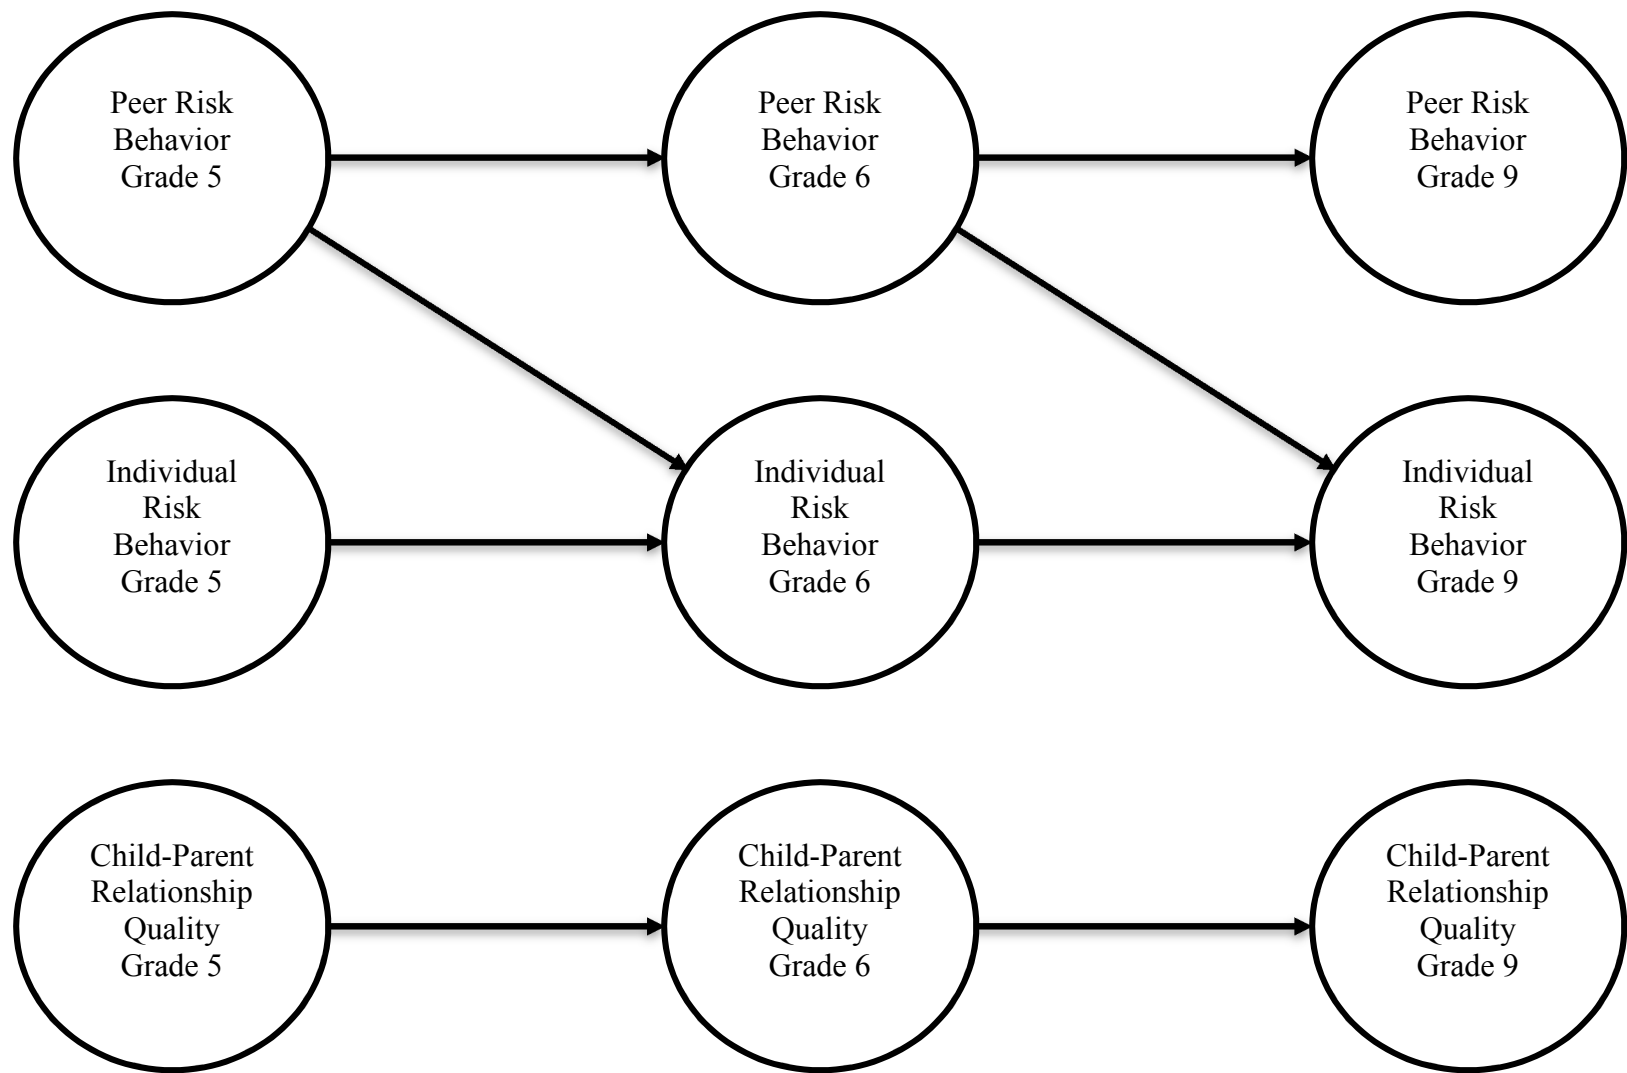 Peer Risk
Behavior
Grade 5
Peer Risk
Behavior
Grade 6
Peer Risk
Behavior
Grade 9
Individual
Risk
Behavior
Grade 5
Individual
Risk
Behavior
Grade 6
Individual
Risk
Behavior
Grade 9
Child-Parent
Relationship
Quality
Grade 5
Child-Parent
Relationship
Quality
Grade 6
Child-Parent
Relationship
Quality
Grade 9